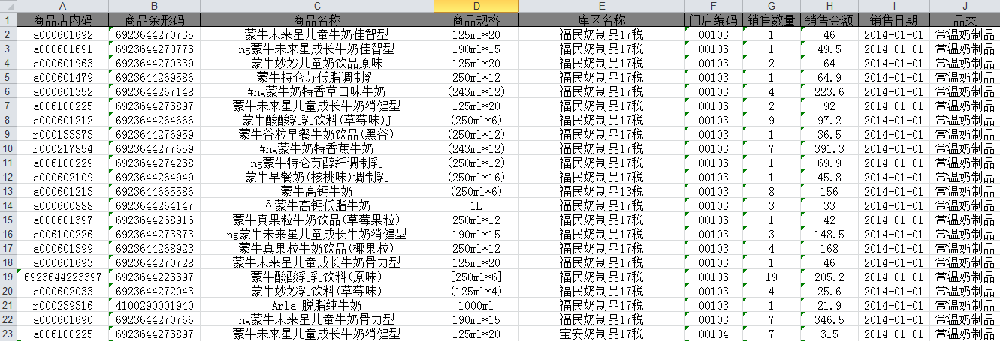 A B C D E F G H I J
1 商品店内码 商品条形码 商品名称 商品规格 库区名称 门店编码 销售数量 销售金额 销售日期 品类
2 a000601692 6923644270735 蒙牛未来星儿童牛奶佳智型 125ml*20 福民奶制品17税 00103 1 46 2014-01-01 常温奶制品
3 a000601691 6923644270773 ng蒙牛未来星成长牛奶佳智型 190ml*15 福民奶制品17税 00103 1 49.5 2014-01-01 常温奶制品
4 a000601963 6923644270339 蒙牛妙妙儿童奶饮品原味 125ml*20 福民奶制品17税 00103 2 64 2014-01-01 常温奶制品
5 a000601479 6923644269586 蒙牛特仑苏低脂调制乳 250ml*12 福民奶制品17税 00103 1 64.9 2014-01-01 常温奶制品
6 a000601352 6923644267148 #ng蒙牛奶特香草口味牛奶 (243ml*12) 福民奶制品17税 00103 4 223.6 2014-01-01 常温奶制品
7 a006100225 6923644273897 蒙牛未来星儿童成长牛奶消健型 125ml*20 福民奶制品17税 00103 2 92 2014-01-01 常温奶制品
8 a000601212 6923644264666 蒙牛酸酸乳乳饮料(草莓味)J (250ml*6) 福民奶制品17税 00103 9 97.2 2014-01-01 常温奶制品
9 r000133373 6923644276959 蒙牛谷粒早餐牛奶饮品(黑谷) (250ml*12) 福民奶制品17税 00103 1 36.5 2014-01-01 常温奶制品
10 r000217854 6923644277659 #ng蒙牛奶特香蕉牛奶 (243ml*12) 福民奶制品17税 00103 7 391.3 2014-01-01 常温奶制品
11 a006100229 6923644274238 ng蒙牛特仑苏醇纤调制乳 (250ml*12) 福民奶制品17税 00103 1 69.9 2014-01-01 常温奶制品
12 a000602109 6923644264949 蒙牛早餐奶(核桃味)调制乳 (250ml*16) 福民奶制品17税 00103 1 45.8 2014-01-01 常温奶制品
13 a000601213 6923644665586 蒙牛高钙牛奶 (250ml*6) 福民奶制品13税 00103 8 156 2014-01-01 常温奶制品
14 a000600888 6923644264147 δ蒙牛高钙低脂牛奶 1L 福民奶制品17税 00103 3 33 2014-01-01 常温奶制品
15 a000601397 6923644268916 蒙牛真果粒牛奶饮品(草莓果粒) 250ml*12 福民奶制品17税 00103 1 42 2014-01-01 常温奶制品
16 a006100226 6923644273873 ng蒙牛未来星儿童成长牛奶消健型 190ml*15 福民奶制品17税 00103 3 148.5 2014-01-01 常温奶制品
17 a000601399 6923644268923 蒙牛真果粒牛奶饮品(椰果粒) 250ml*12 福民奶制品17税 00103 4 168 2014-01-01 常温奶制品
18 a000601693 6923644270728 蒙牛未来星儿童成长牛奶骨力型 125ml*20 福民奶制品17税 00103 1 46 2014-01-01 常温奶制品
19 6923644223397 6923644223397 蒙牛酸酸乳乳饮料(原味) [250ml*6] 福民奶制品17税 00103 19 205.2 2014-01-01 常温奶制品
20 a000602033 6923644272043 蒙牛妙妙乳饮料(草莓味) (125ml*4) 福民奶制品17税 00103 4 25.6 2014-01-01 常温奶制品
21 r000239316 4100290001940 Arla 脱脂纯牛奶 1000ml 福民奶制品17税 00103 1 21.9 2014-01-01 常温奶制品
22 a000601690 6923644270766 ng蒙牛未来星儿童牛奶骨力型 190ml*15 福民奶制品17税 00103 7 346.5 2014-01-01 常温奶制品
23 a006100225 6923644273897 蒙牛未来星儿童成长牛奶消健型 125ml*20 宝安奶制品17税 00104 7 315 2014-01-01 常温奶制品